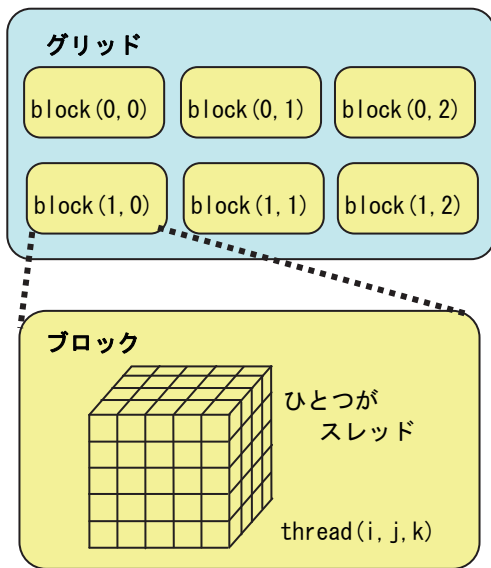 グリッド
block(0,0) block(0,1) block(0,2)
block(1,0) block(1,1) block(1,2)
ブロック
ひとつが
スレッド
thread(i,j,k)